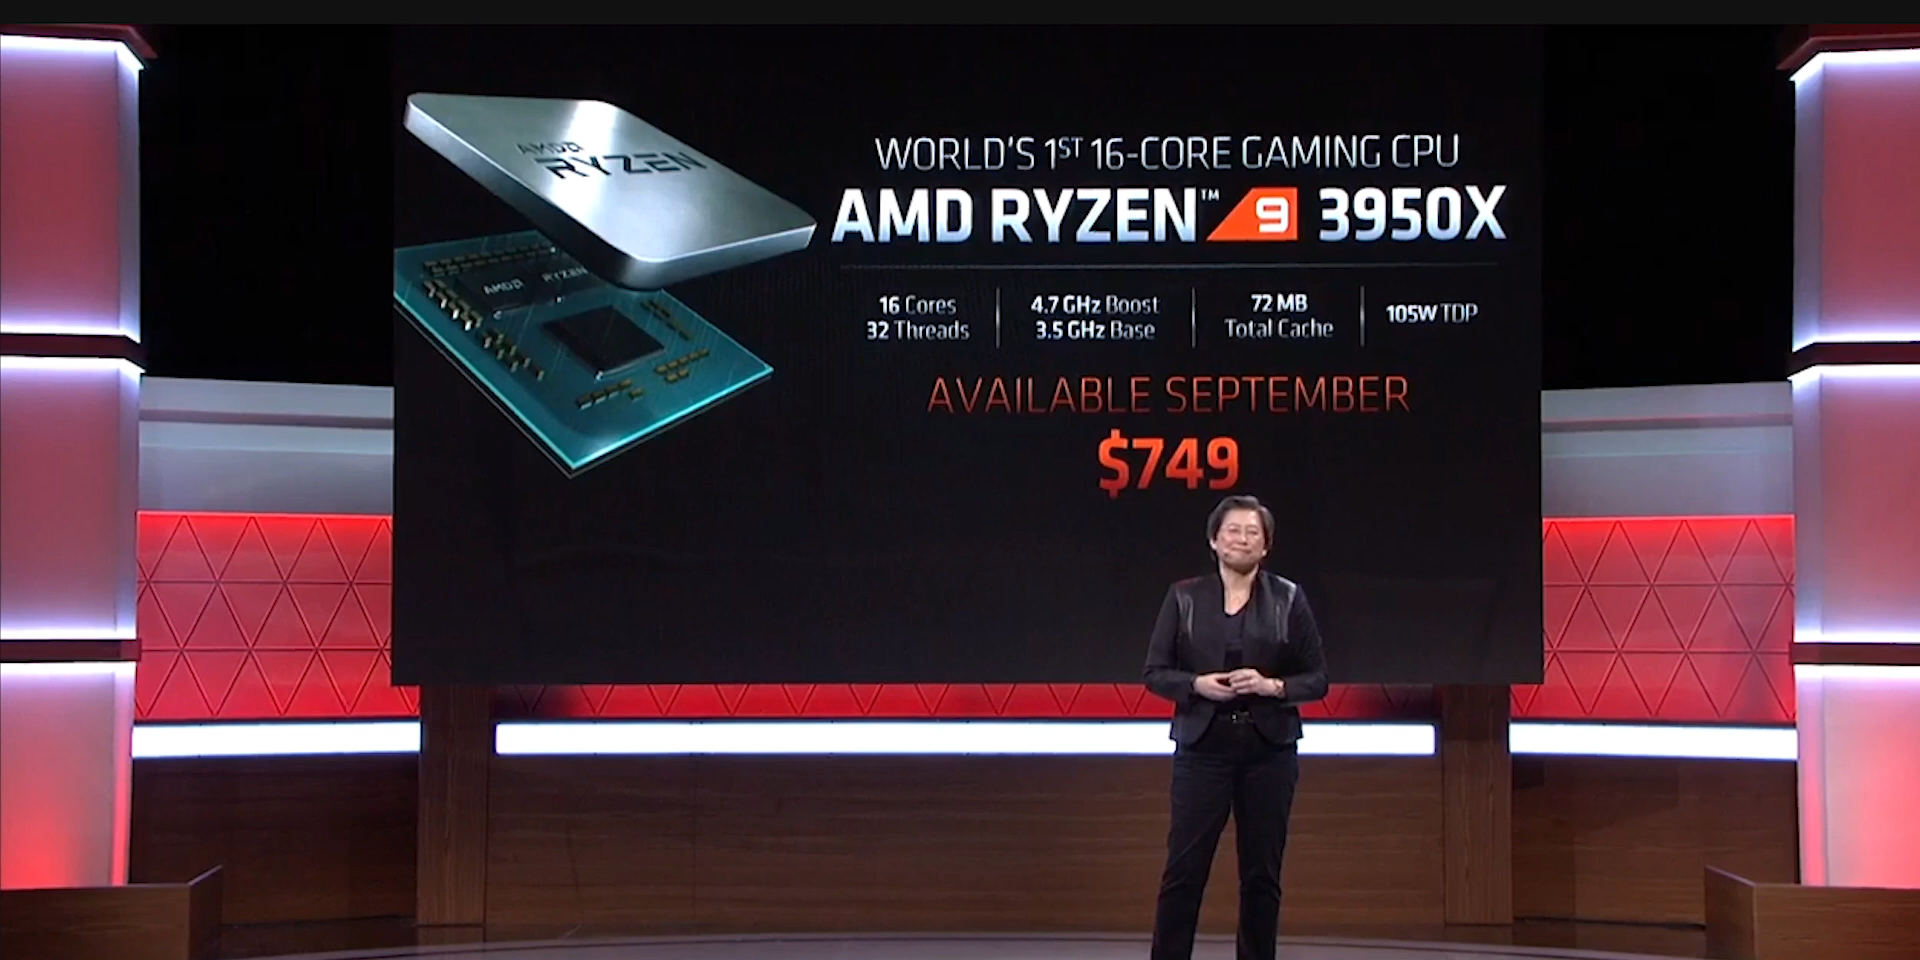 AMD
RYZEN
AMD RYZEN
WORLD'S 1ST 16-CORE GAMING CPU
AMD RYZEN™ 9 3950X
16 Cores
32 Threads
4.7 GHz Boost
3.5 GHz Base
72 MB
Total Cache
105W TDP
AVAILABLE SEPTEMBER
$749